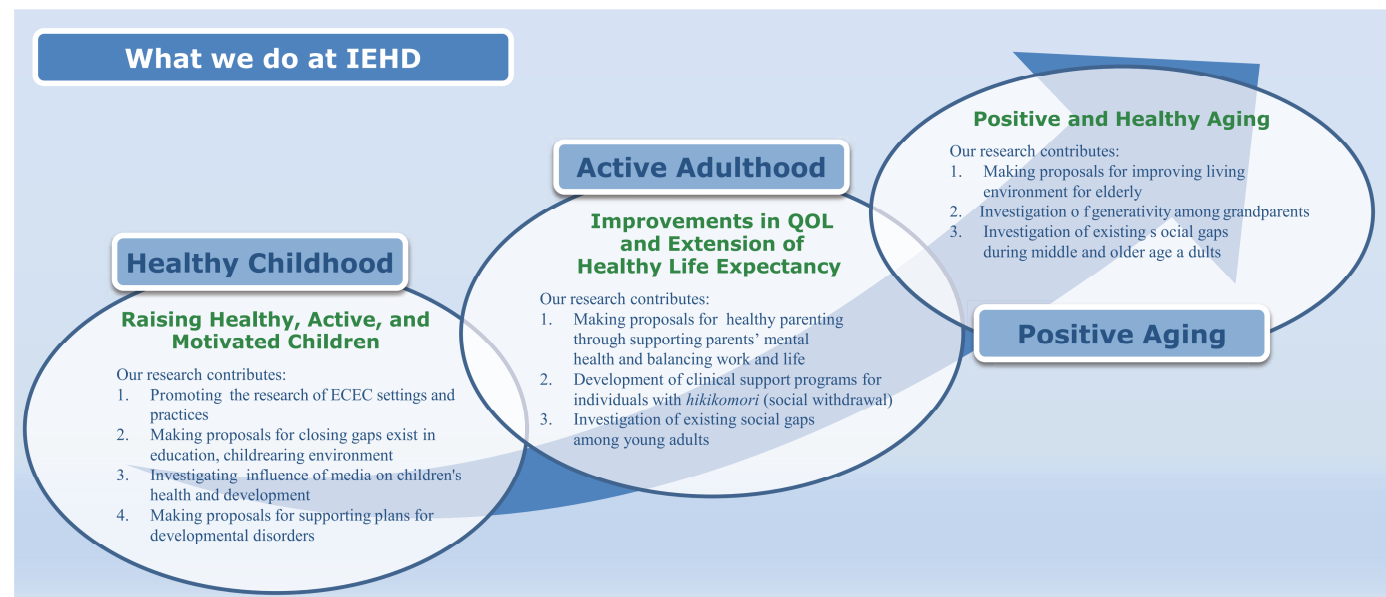 What we do at IEHD
Healthy Childhood
Raising Healthy, Active, and
Motivated Children
Our research contributes:
1. Promoting the research of ECEC settings and
practices
2. Making proposals for closing gaps exist in
education, childrearing environment
3. Investigating influence of media on children's
health and development
4. Making proposals for supporting plans for
developmental disorders
Active Adulthood
Improvements in QOL
and Extension of
Healthy Life Expectancy
Our research contributes:
1. Making proposals for healthy parenting
through supporting parents’ mental
health and balancing work and life
2. Development of clinical support programs for
individuals with hikikomori (social withdrawal)
3. Investigation of existing social gaps
among young adults
Positive and Healthy Aging
Our research contributes:
1. Making proposals for improving living
environment for elderly
2. Investigation o f generativity among grandparents
3. Investigation of existing s ocial gaps
during middle and older age a dults
Positive Aging